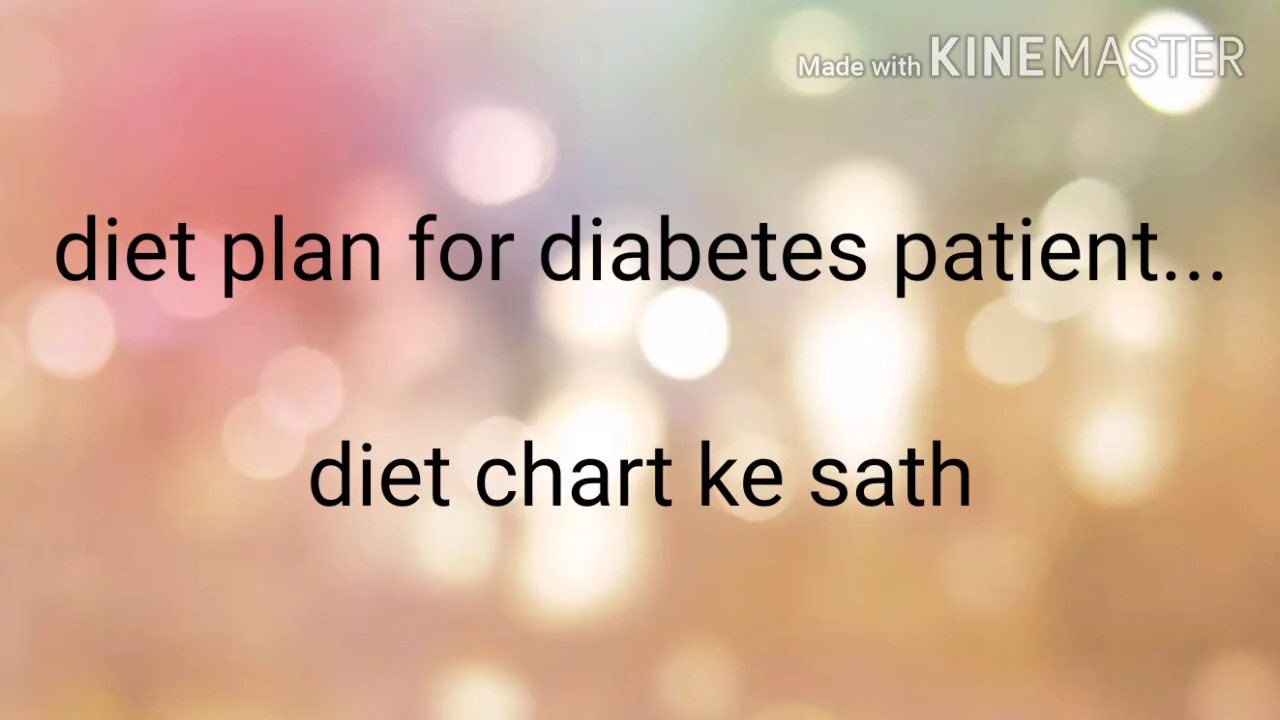 Made with KINEMASTER
diet plan for diabetes patient...
diet chart ke sath